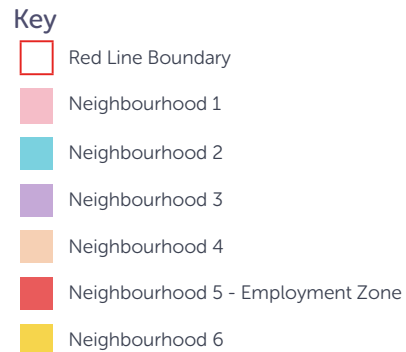 Key
Red Line Boundary
Neighbourhood 1
Neighbourhood 2
Neighbourhood 3
Neighbourhood 4
Neighbourhood 5 - Employment Zone
Neighbourhood 6